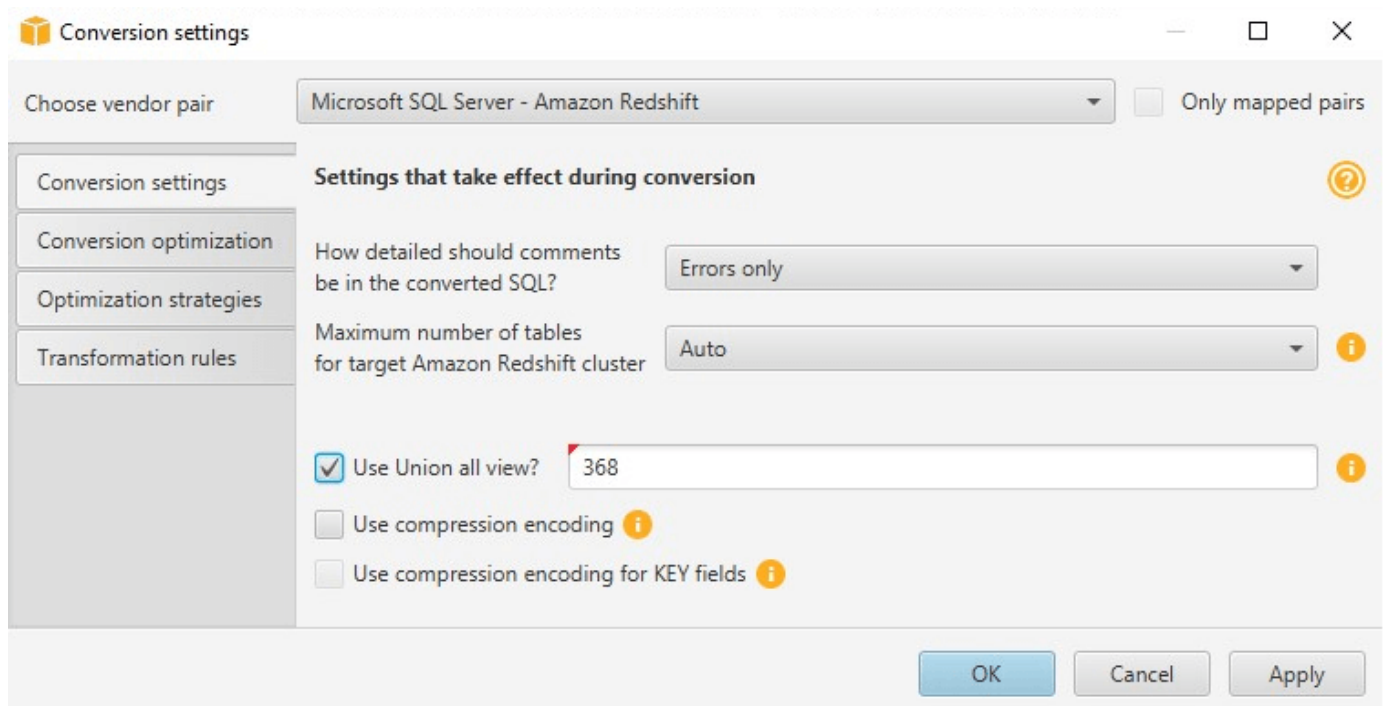 Conversion settings
Choose vendor pair
Microsoft SQL Server - Amazon Redshift
Only mapped pairs
Conversion settings
Conversion optimization
Optimization strategies
Transformation rules
Settings that take effect during conversion
How detailed should comments
be in the converted SQL?
Errors only
Maximum number of tables
for target Amazon Redshift cluster
Auto
Use Union all view?
368
Use compression encoding
Use compression encoding for KEY fields
OK
Cancel
Apply